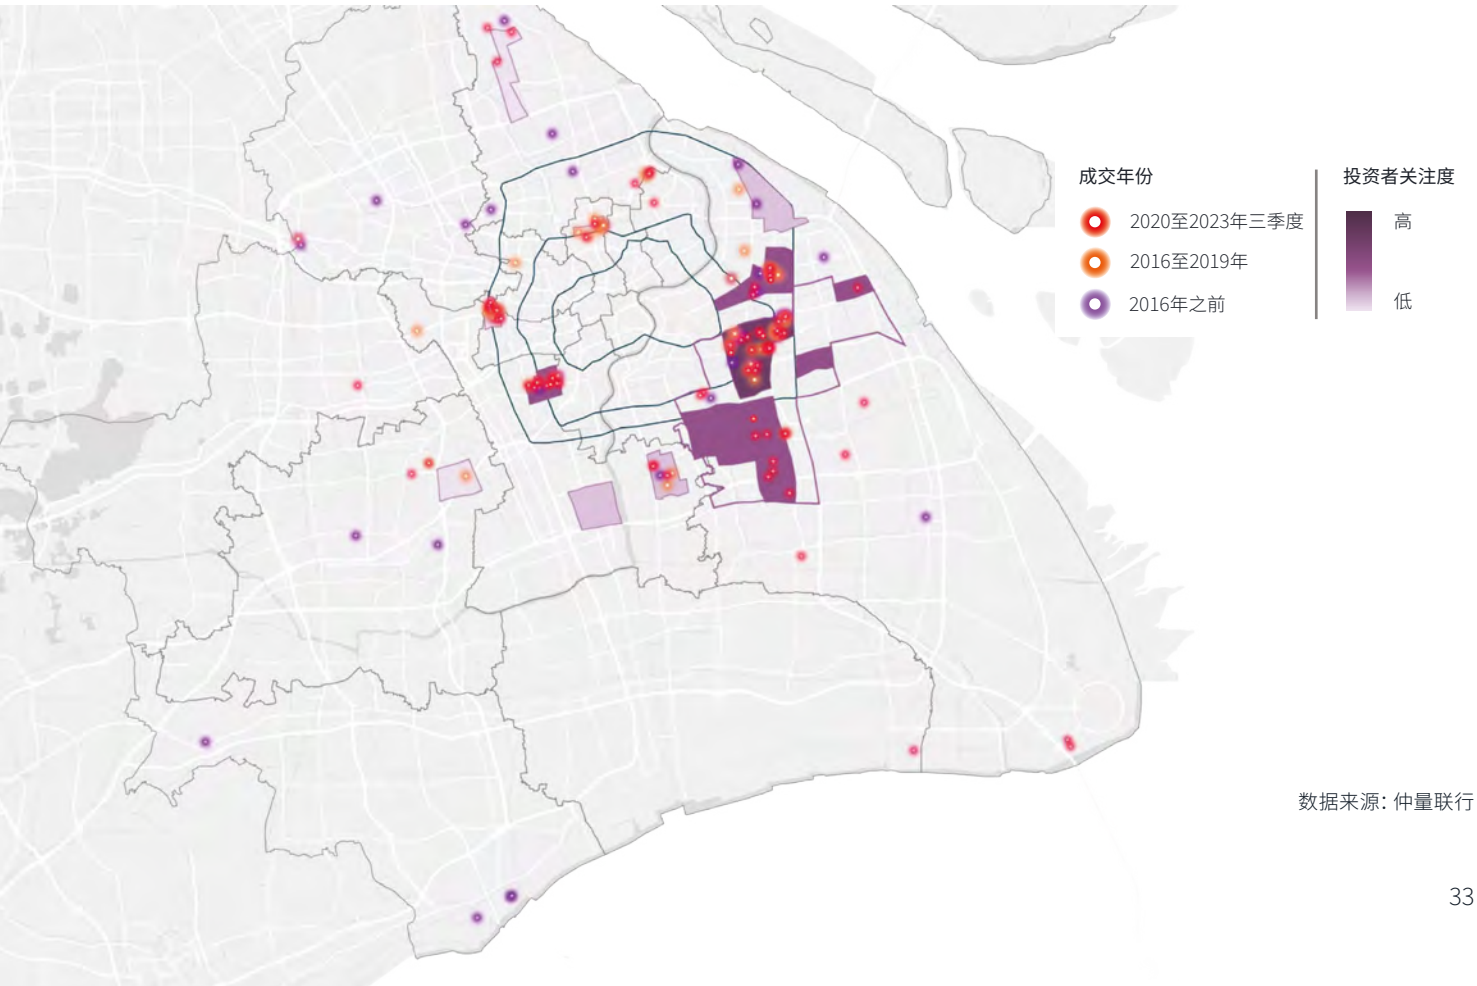 成交年份
2020至2023年三季度
2016至2019年
2016年之前
投资者关注度
高
低
数据来源：仲量联行
33